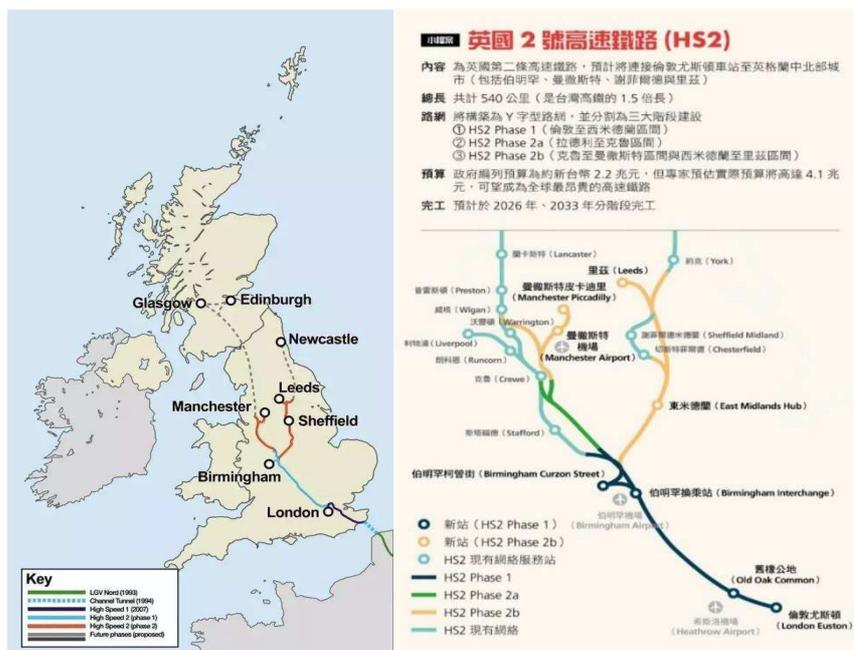 Glasgow
Edinburgh
Newcastle
Leeds
Manchester
Sheffield
Birmingham
London
Key
LGV Nord (1993)
Channel Tunnel (1994)
High Speed 1 (2007)
High Speed 2 (phase 1)
High Speed 2 (phase 2)
Future phases (proposed)
小檔案 英國 2 號高速鐵路 (HS2)
內容 為英國第二條高速鐵路，預計將連接倫敦尤斯頓車站至英格蘭中北部城
市（包括伯明罕、曼徹斯特、謝菲爾德與里茲）
總長 共計 540 公里（是台灣高鐵的 1.5 倍長）
路網 將構築為 Y 字型路網，並分割為三大階段建設
① HS2 Phase 1（倫敦至西米德蘭區間）
② HS2 Phase 2a（拉德利至克魯區間）
③ HS2 Phase 2b（克魯至曼徹斯特區間與西米德蘭至里茲區間）
預算 政府編列預算為約新台幣 2.2 兆元，但專家預估實際預算將高達 4.1 兆
元，可望成為全球最昂貴的高速鐵路
完工 預計於 2026 年、2033 年分階段完工
蘭卡斯特 (Lancaster)
約克 (York)
里茲 (Leeds)
普雷斯頓 (Preston)
曼徹斯特皮卡迪里
(Manchester Piccadilly)
威根 (Wigan)
沃靈頓 (Warrington)
利物浦 (Liverpool)
曼徹斯特
機場
(Manchester Airport)
謝菲爾德米德蘭 (Sheffield Midland)
切斯特菲爾德 (Chesterfield)
朗科恩 (Runcorn)
克魯 (Crewe)
東米德蘭 (East Midlands Hub)
斯塔福德 (Stafford)
伯明罕柯曾街 (Birmingham Curzon Street)
伯明罕換乘站 (Birmingham Interchange)
伯明罕機場
(Birmingham Airport)
新站 (HS2 Phase 1)
新站 (HS2 Phase 2b)
HS2 現有網絡服務站
HS2 Phase 1
HS2 Phase 2a
HS2 Phase 2b
HS2 現有網絡
舊橡公地
(Old Oak Common)
希斯洛機場
(Heathrow Airport)
倫敦尤斯頓
(London Euston)